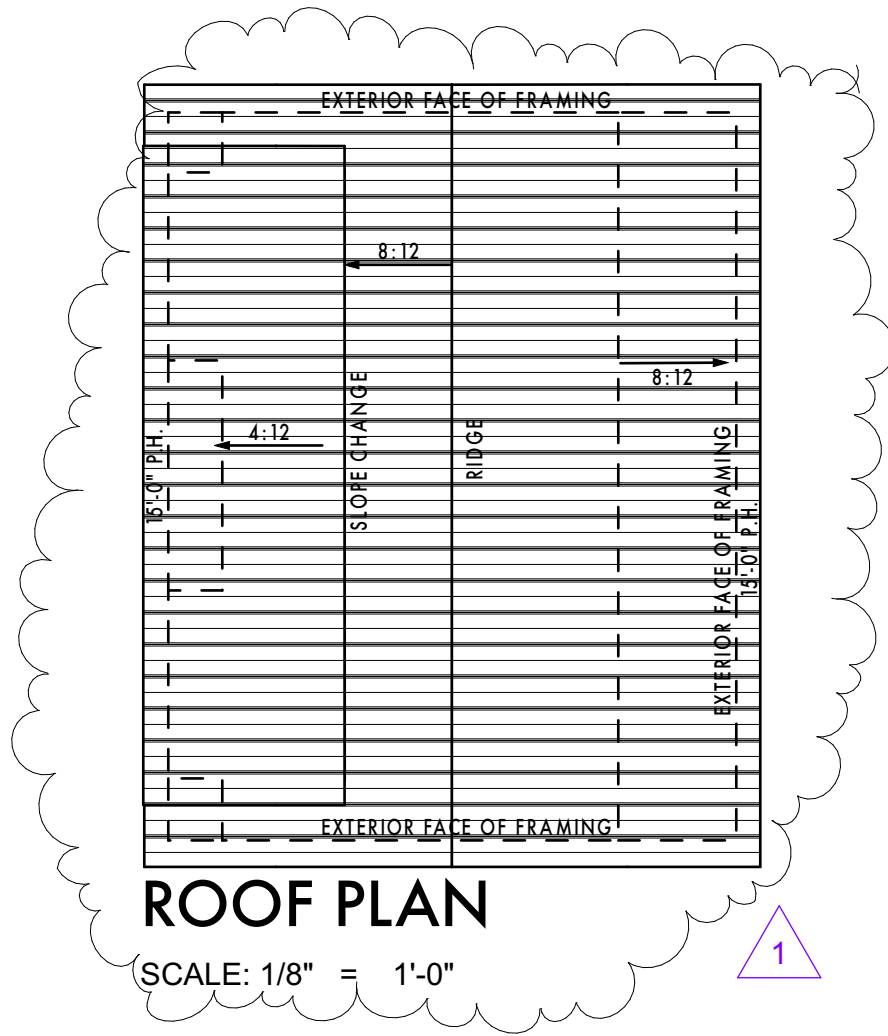 EXTERIOR FACE OF FRAMING
8:12
8:12
4:12
15'-0" P.H.
SLOPE CHANGE
RIDGE
EXTERIOR FACE OF FRAMING
15'-0" P.H.
EXTERIOR FACE OF FRAMING
ROOF PLAN
SCALE: 1/8" = 1'-0"
1